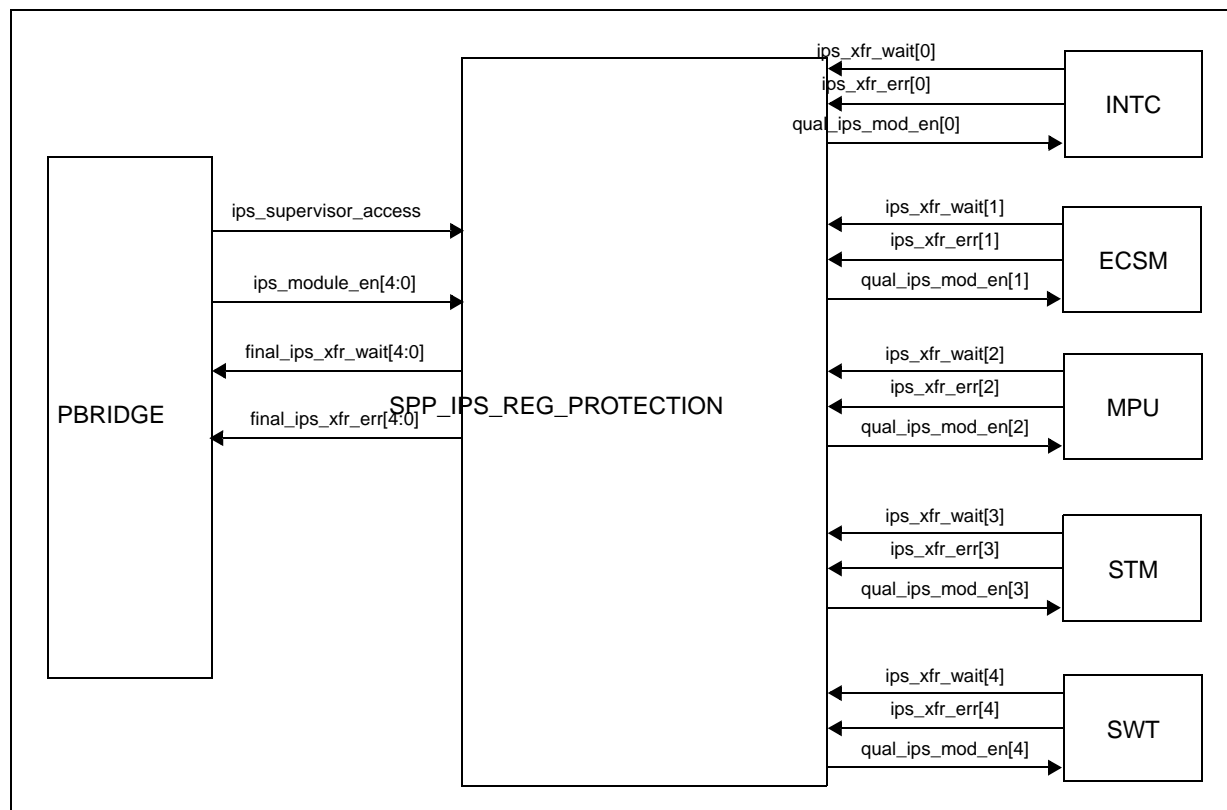 ips_xfr_wait[0]
ips_xfr_err[0]
qual_ips_mod_en[0]
INTC
ips_supervisor_access
ips_module_en[4:0]
final_ips_xfr_wait[4:0]
final_ips_xfr_err[4:0]
PBRIDGE
SPP_IPS_REG_PROTECTION
ips_xfr_wait[1]
ips_xfr_err[1]
qual_ips_mod_en[1]
ECSM
ips_xfr_wait[2]
ips_xfr_err[2]
qual_ips_mod_en[2]
MPU
ips_xfr_wait[3]
ips_xfr_err[3]
qual_ips_mod_en[3]
STM
ips_xfr_wait[4]
ips_xfr_err[4]
qual_ips_mod_en[4]
SWT